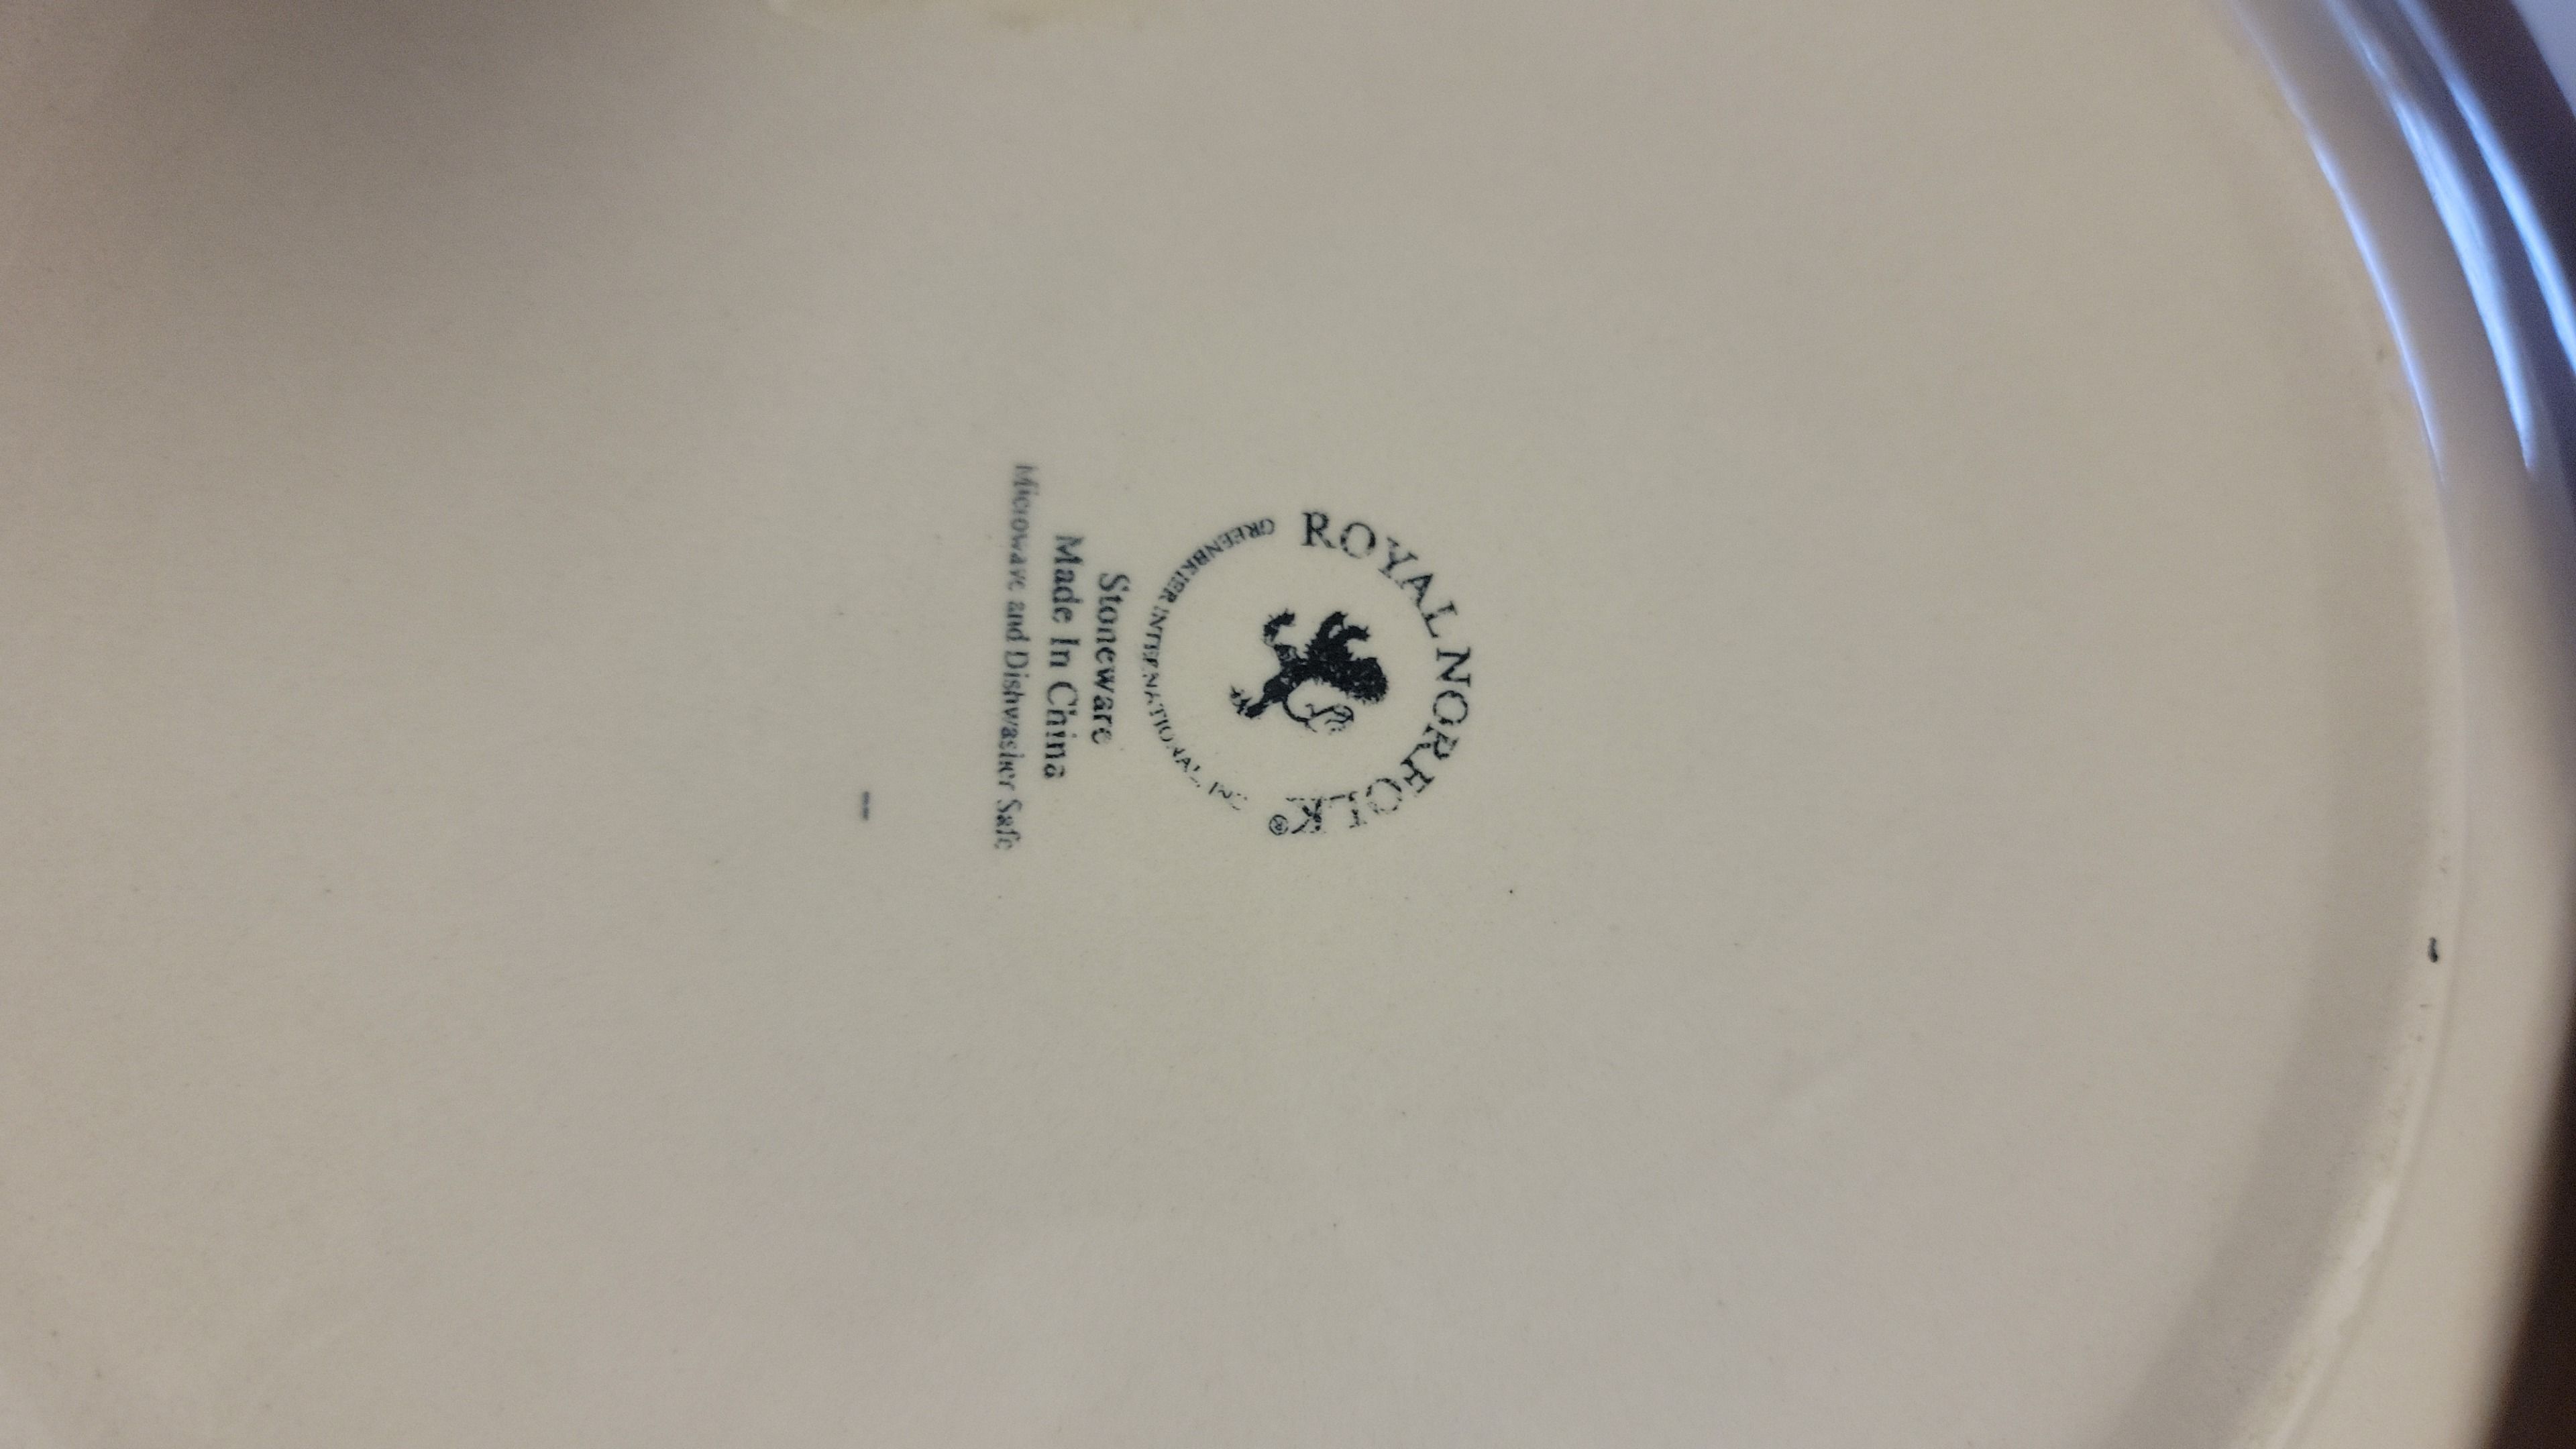 ROYAL NORFOLK®
GREENBRIER INTERNATIONAL, INC
Stoneware
Made In China
Microwave and Dishwasher Safe